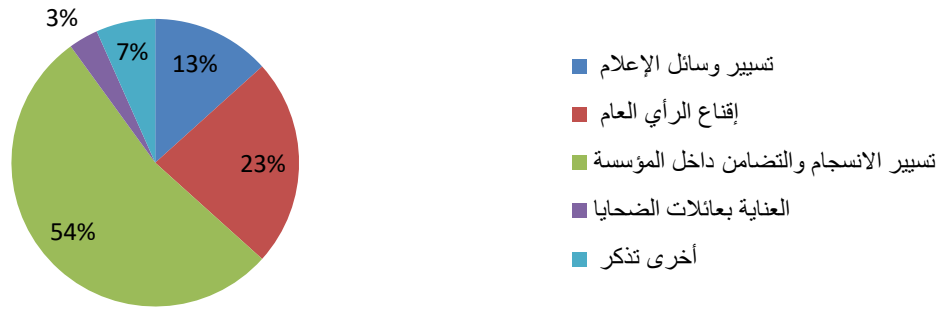 3%
7%
13%
23%
54%
تسيير وسائل الإعلام
إقناع الرأي العام
تسيير الانسجام والتضامن داخل المؤسسة
العناية بعائلات الضحايا
أخرى تذكر